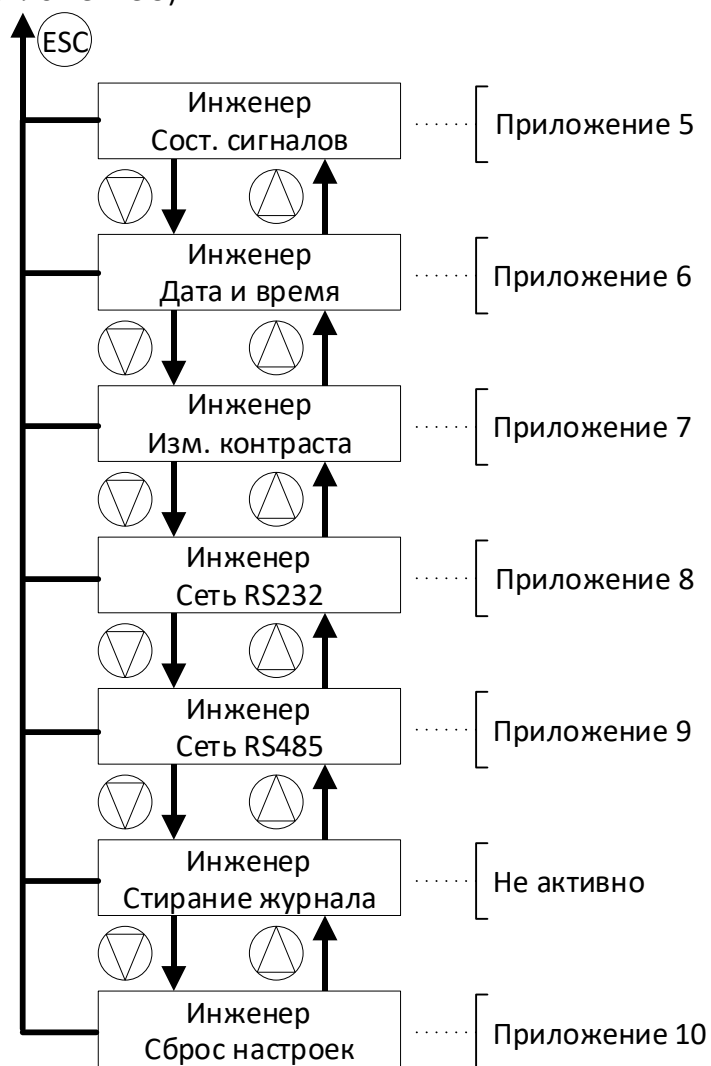 ESC
Инженер
Сост. сигналов
Приложение 5
Инженер
Дата и время
Приложение 6
Инженер
Изм. контраста
Приложение 7
Инженер
Сеть RS232
Приложение 8
Инженер
Сеть RS485
Приложение 9
Инженер
Стирание журнала
Не активно
Инженер
Сброс настроек
Приложение 10